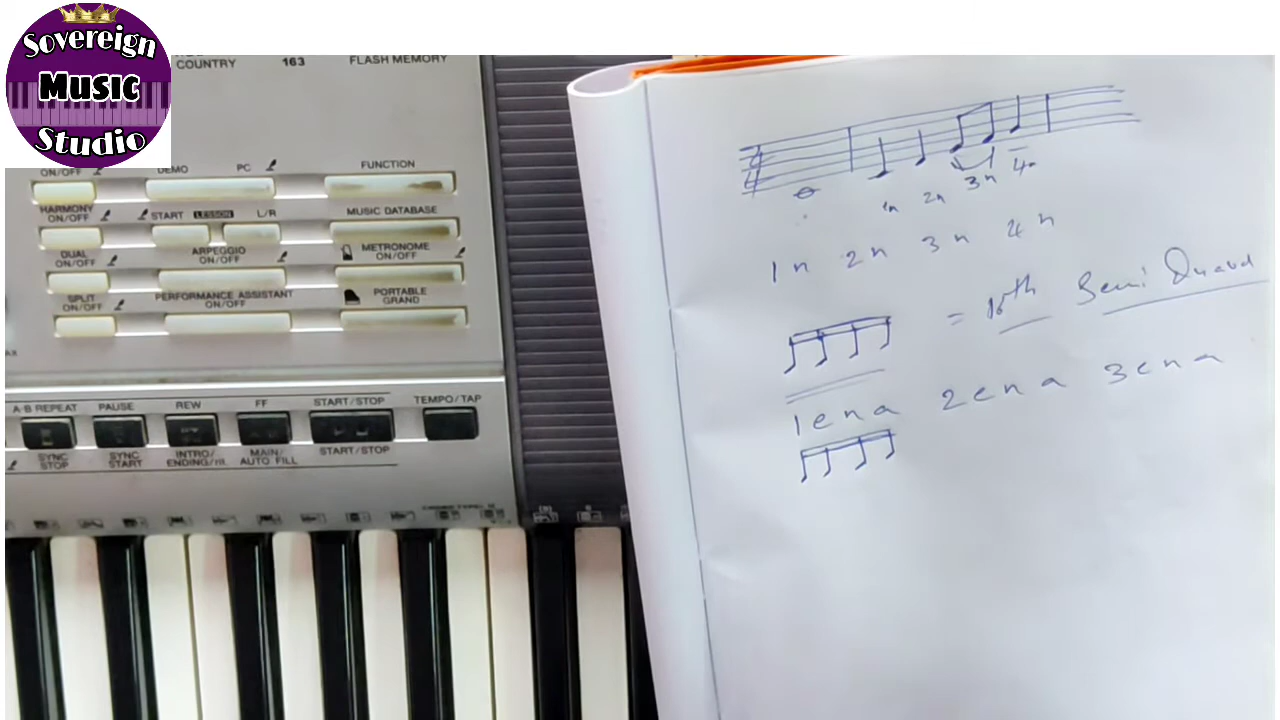 Sovereign
Music
Studio
COUNTRY 163 FLASH MEMORY
ON/OFF DEMO PC FUNCTION
HARMONY ON/OFF START LESSON L/R MUSIC DATABASE
DUAL ON/OFF ARPEGGIO ON/OFF METRONOME ON/OFF
SPLIT ON/OFF PERFORMANCE ASSISTANT ON/OFF PORTABLE GRAND
A-B REPEAT PAUSE REW FF START/STOP TEMPO/TAP
SYNC STOP SYNC START INTRO/ENDING/rit. MAIN/AUTO FILL START/STOP
4
4
1n 2n 3n 4n
1n 2n 3n 4n
= 16th Semi
1ena 2ena 3ena